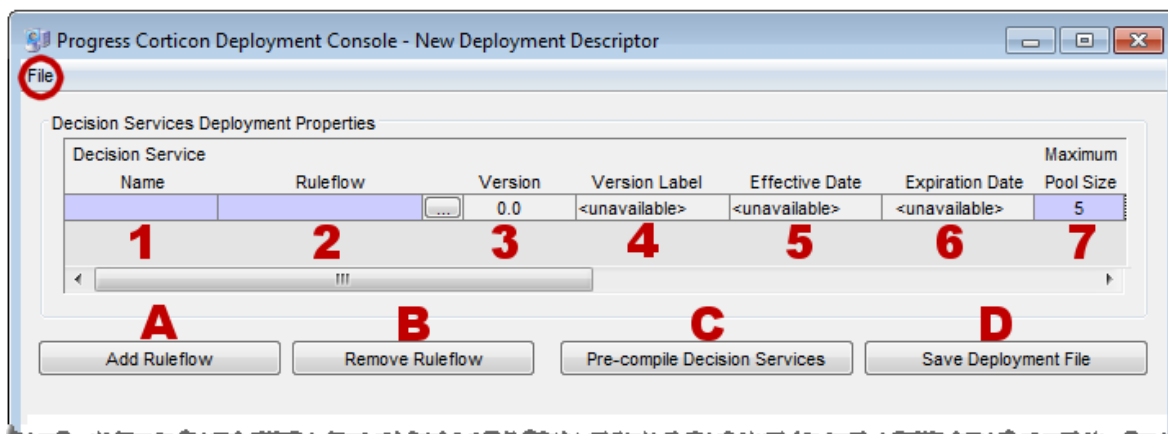 Progress Corticon Deployment Console - New Deployment Descriptor
File
Decision Services Deployment Properties
Decision Service Maximum
Name Ruleflow Version Version Label Effective Date Expiration Date Pool Size
... 0.0 <unavailable> <unavailable> <unavailable> 5
1 2 3 4 5 6 7
A B C D
Add Ruleflow Remove Ruleflow Pre-compile Decision Services Save Deployment File